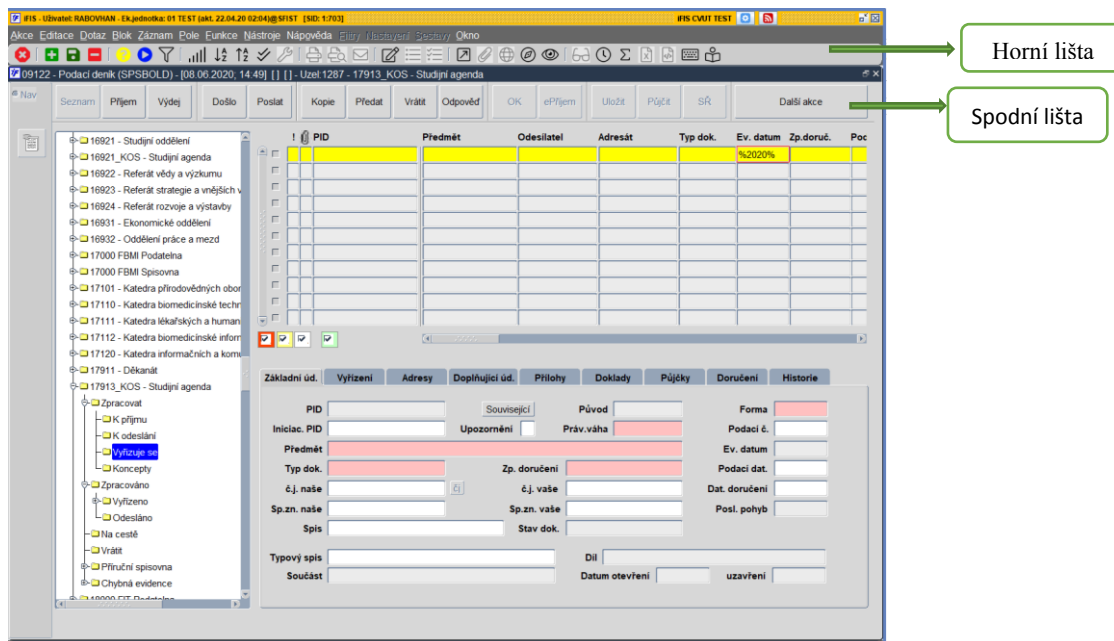 iFIS - Uživatel: RABOVHAN - Ek.jednotka: 01 TEST (akt. 22.04.20 02:04)@SFIST [SID: 1:703] iFIS CVUT TEST
Akce Editace Dotaz Blok Záznam Pole Funkce Nástroje Nápověda Entry Nastavení Sestavy Okno
Horní lišta
09122 - Podací deník (SPSBOLD) - [08.06.2020; 14.49] [ ] [ ] - Uzel:1287 - 17913_KOS - Studijní agenda
Nav
Seznam Příjem Výdej Došlo Poslat Kopie Předat Vrátit Odpověď OK ePříjem Uložit Půjčit SŘ Další akce
Spodní lišta
16921 - Studijní oddělení
16921_KOS - Studijní agenda
16922 - Referát vědy a výzkumu
16923 - Referát strategie a vnějších v
16924 - Referát rozvoje a výstavby
16931 - Ekonomické oddělení
16932 - Oddělení práce a mezd
17000 FBMI Podatelna
17000 FBMI Spisovna
17101 - Katedra přírodovědných obor
17110 - Katedra biomedicínské techn
17111 - Katedra lékařských a human
17112 - Katedra biomedicínské inform
17120 - Katedra informačních a komu
17911 - Děkanát
17913_KOS - Studijní agenda
Zpracovat
K příjmu
K odeslání
Vyřizuje se
Koncepty
Zpracováno
Vyřízeno
Odesláno
Na cestě
Vrátit
Příruční spisovna
Chybná evidence
! PID Předmět Odesilatel Adresát Typ dok. Ev. datum Zp.doruč. Poc
%2020%
Základní úd. Vyřízení Adresy Doplňující úd. Přílohy Doklady Půjčky Doručení Historie
PID Související Původ Forma
Iniciac. PID Upozornění Práv.váha Podací č.
Předmět Ev. datum
Typ dok. Zp. doručení Podací dat.
č.j. naše čj č.j. vaše Dat. doručení
Sp.zn. naše Sp.zn. vaše Posl. pohyb
Spis Stav dok.
Typový spis Díl
Součást Datum otevření uzavření